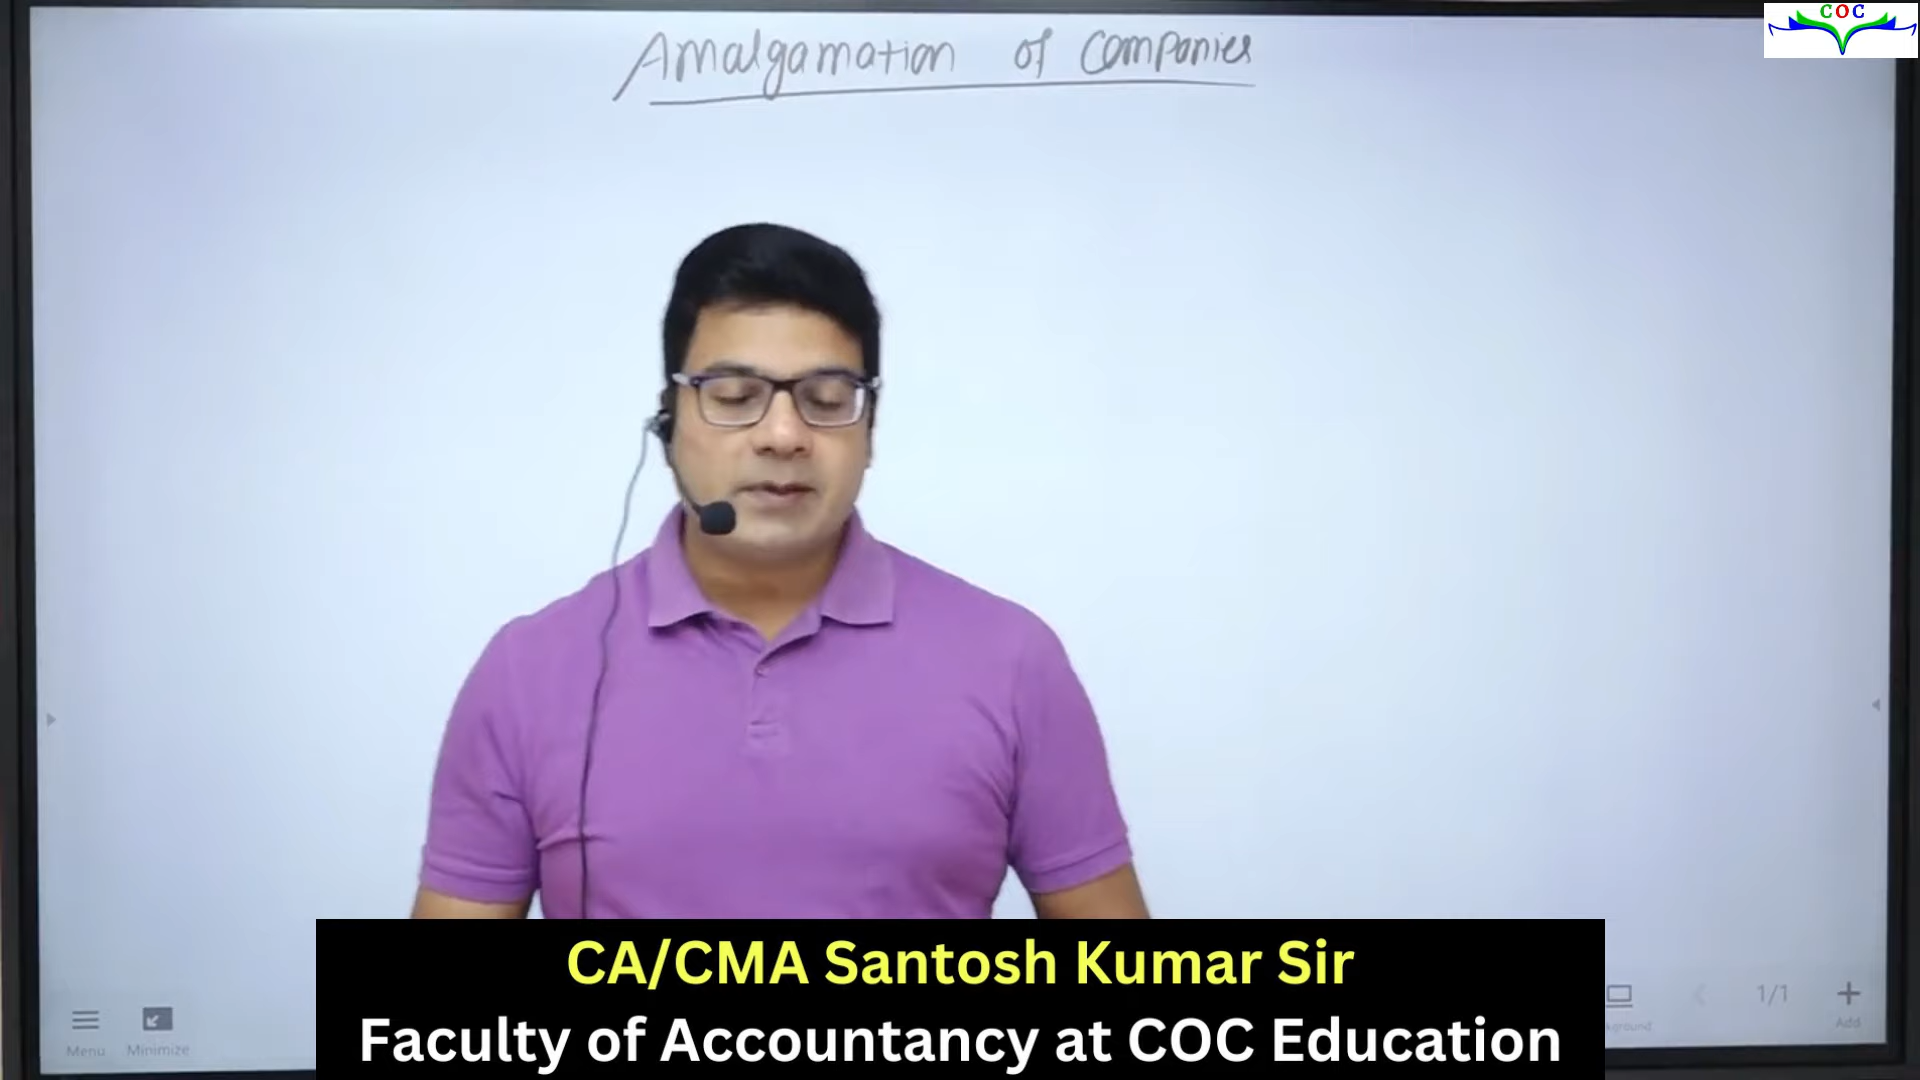 COC
Amalgamation of Companies
1/1
Menu
Minimize
Add
CA/CMA Santosh Kumar Sir
Faculty of Accountancy at COC Education